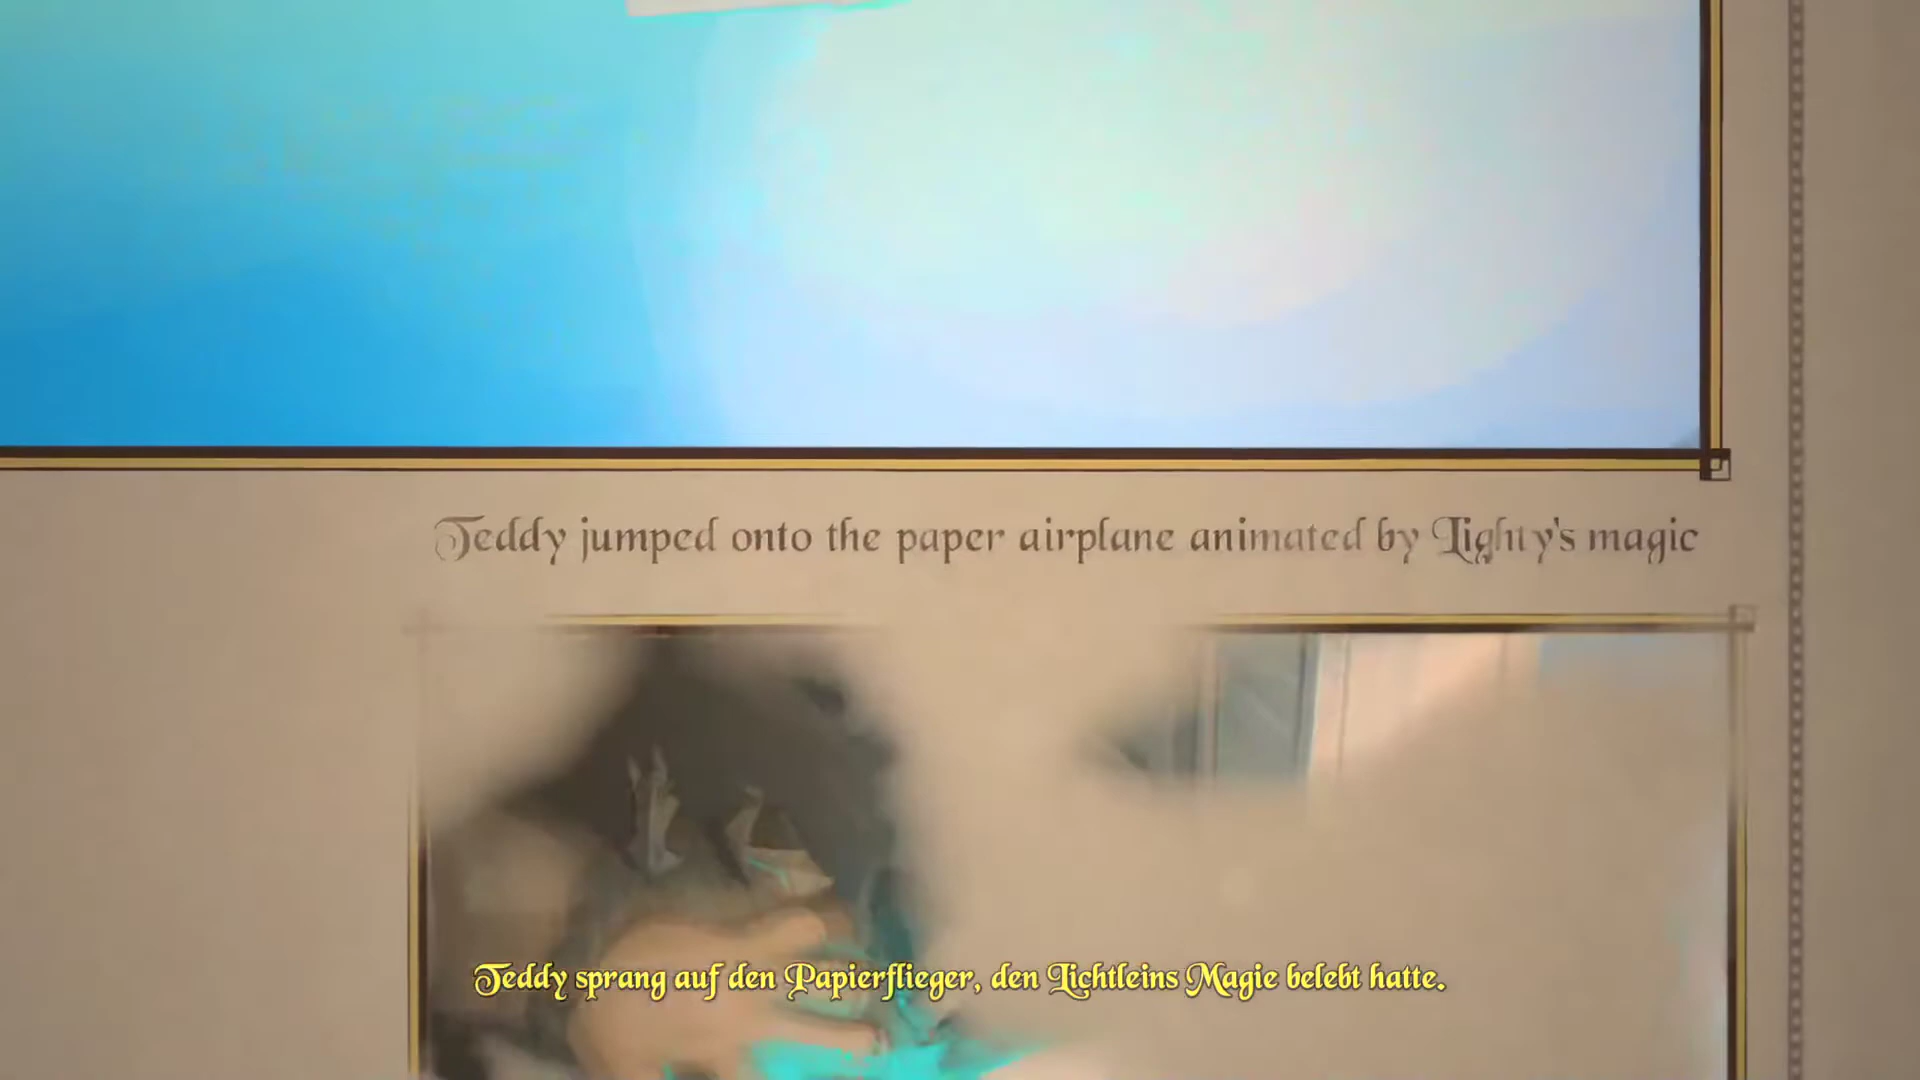 Teddy jumped onto the paper airplane animated by Lighty's magic
Teddy sprang auf den Papierflieger, den Lichtleins Magie belebt hatte.